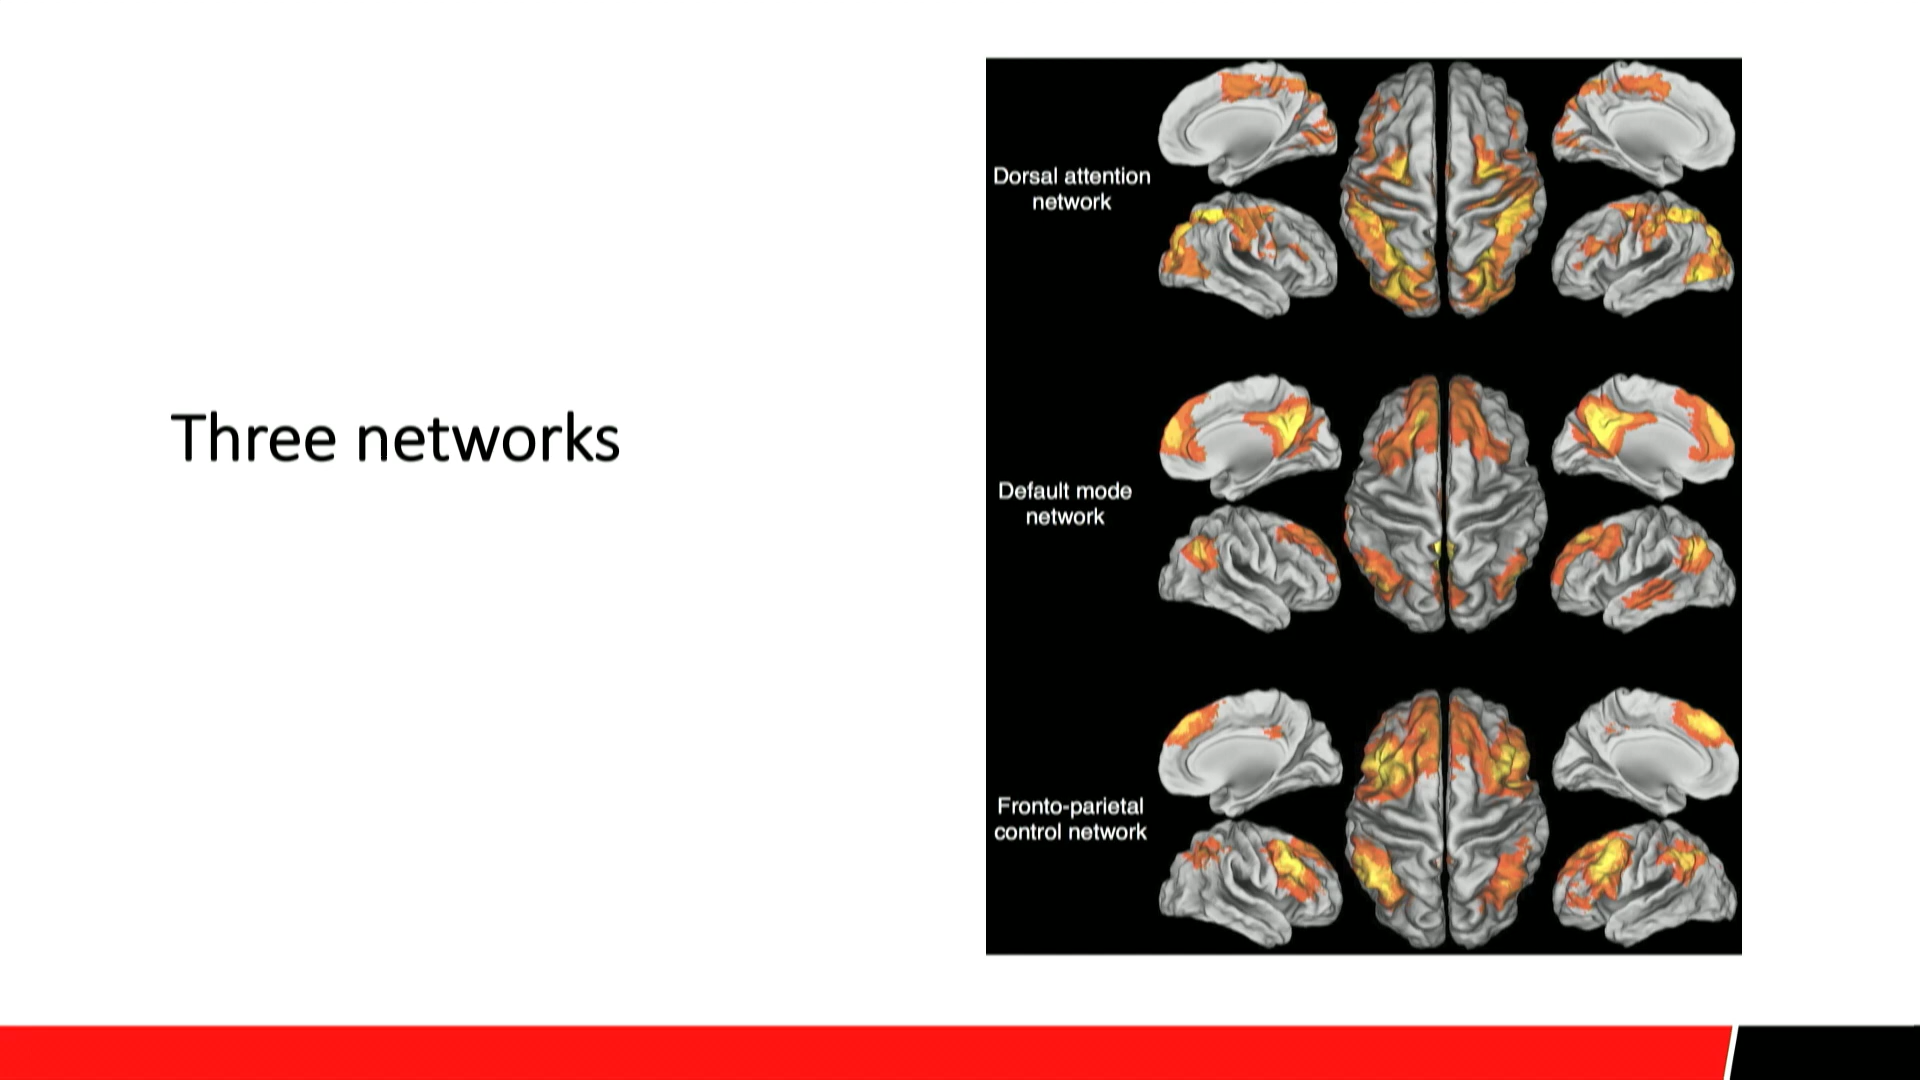 Three networks
Dorsal attention
network
Default mode
network
Fronto-parietal
control network